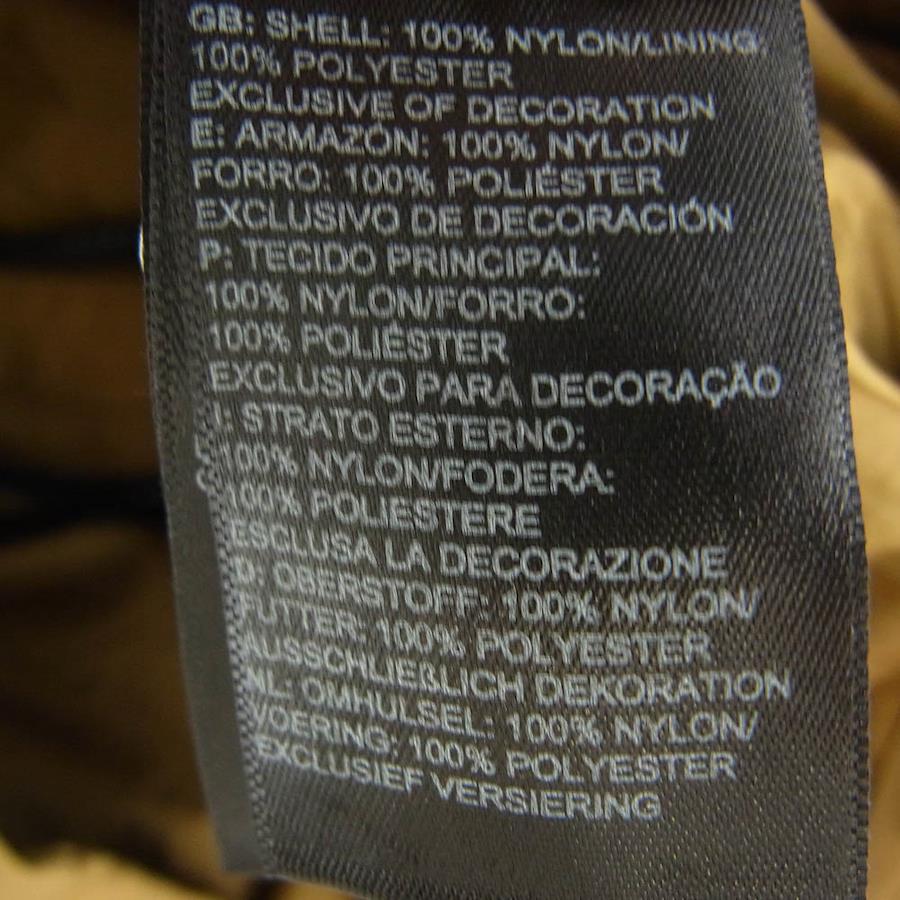 GB: SHELL: 100% NYLON/LINING:
100% POLYESTER
EXCLUSIVE OF DECORATION
E: ARMAZÓN: 100% NYLON/
FORRO: 100% POLIÉSTER
EXCLUSIVO DE DECORACIÓN
P: TECIDO PRINCIPAL:
100% NYLON/FORRO:
100% POLIÉSTER
EXCLUSIVO PARA DECORAÇÃO
I: STRATO ESTERNO:
100% NYLON/FODERA:
100% POLIESTERE
ESCLUSA LA DECORAZIONE
D: OBERSTOFF: 100% NYLON/
FUTTER: 100% POLYESTER
AUSSCHLIEßLICH DEKORATION
NL: OMHULSEL: 100% NYLON/
VOERING: 100% POLYESTER
EXCLUSIEF VERSIERING